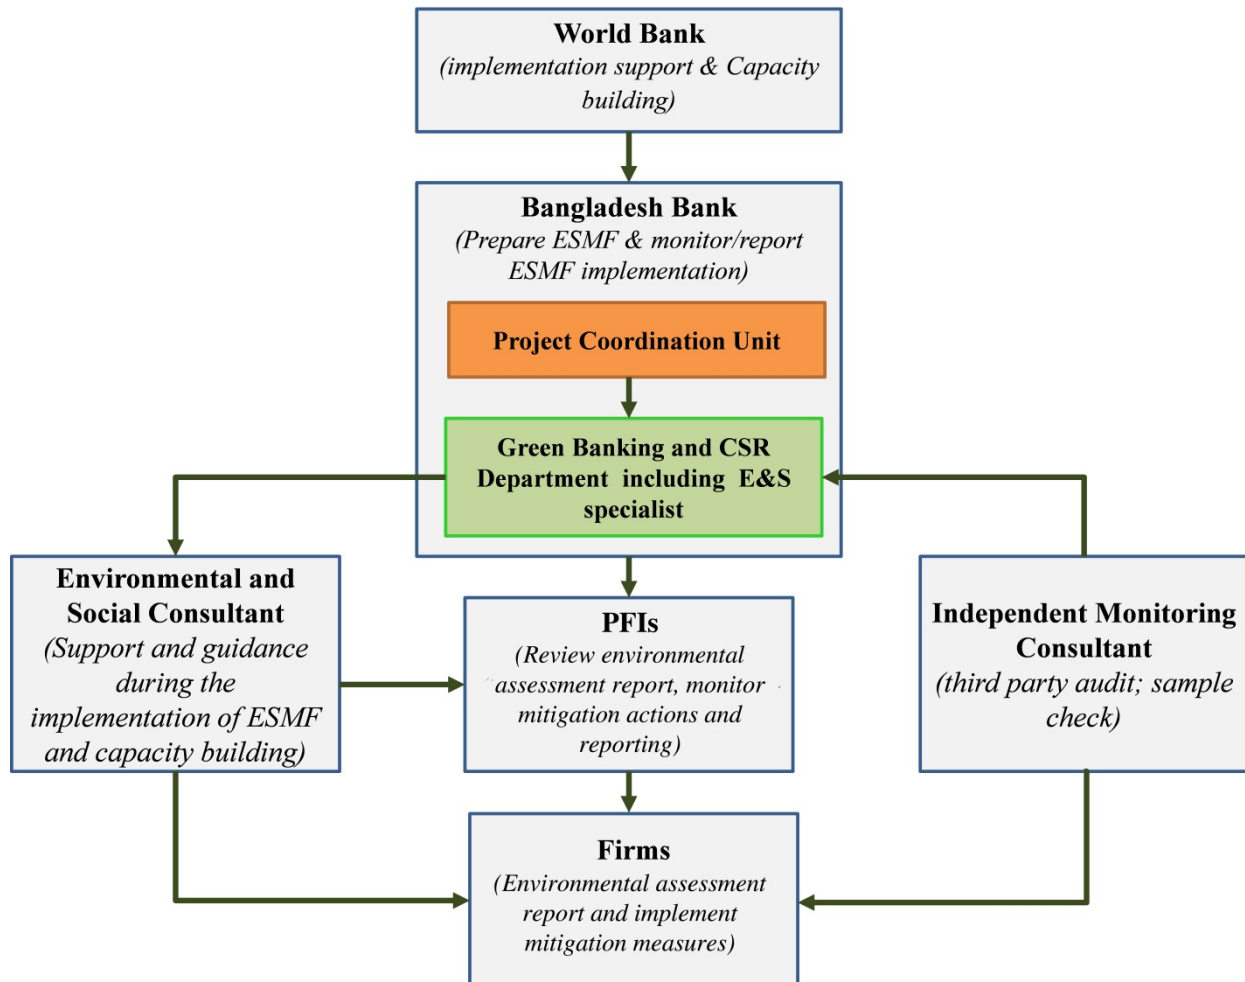 World Bank
(implementation support & Capacity
building)
Bangladesh Bank
(Prepare ESMF & monitor/report
ESMF implementation)
Project Coordination Unit
Green Banking and CSR
Department including E&S
specialist
Environmental and
Social Consultant
(Support and guidance
during the
implementation of ESMF
and capacity building)
PFIs
(Review environmental
assessment report, monitor
mitigation actions and
reporting)
Independent Monitoring
Consultant
(third party audit; sample
check)
Firms
(Environmental assessment
report and implement
mitigation measures)